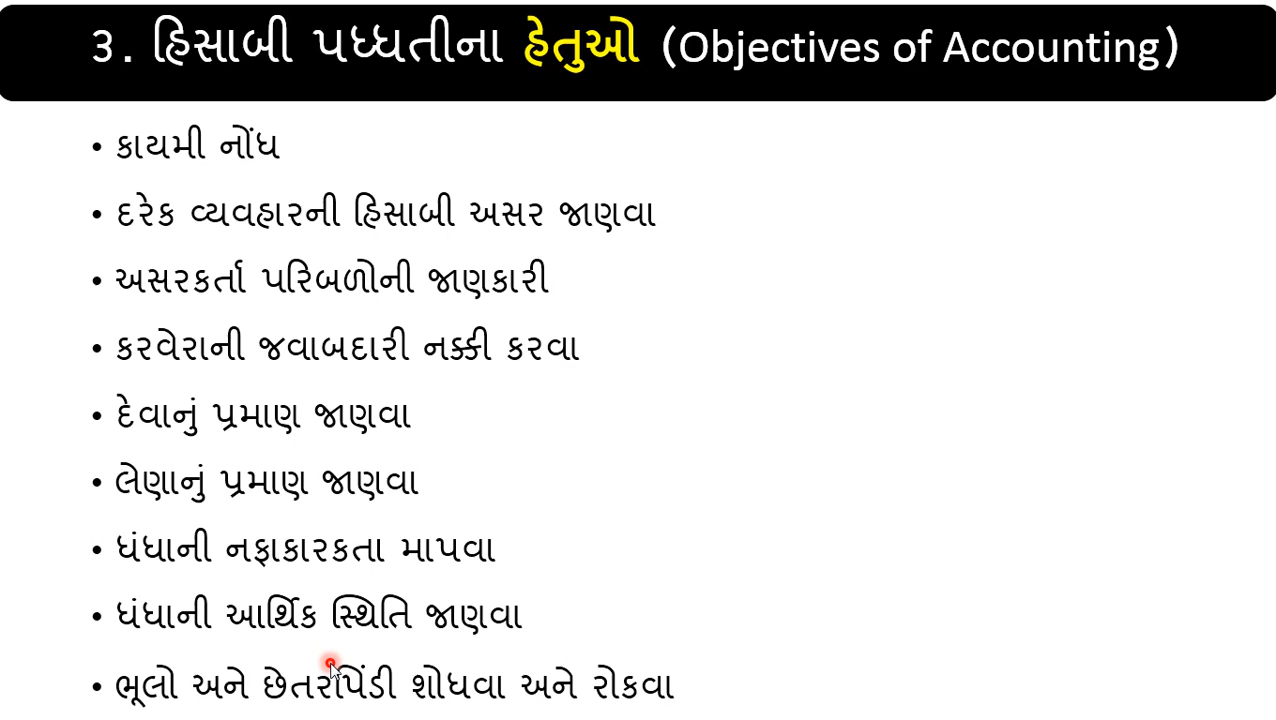 ૩. હિસાબી પધ્ધતીના હેતુઓ (Objectives of Accounting)
• કાયમી નોંધ
• દરેક વ્યવહારની હિસાબી અસર જાણવા
• અસરકર્તા પરિબળોની જાણકારી
• કરવેરાની જવાબદારી નક્કી કરવા
• દેવાનું પ્રમાણ જાણવા
• લેણાનું પ્રમાણ જાણવા
• ધંધાની નફાકારકતા માપવા
• ધંધાની આર્થિક સ્થિતિ જાણવા
• ભૂલો અને છેતરપિંડી શોધવા અને રોકવા